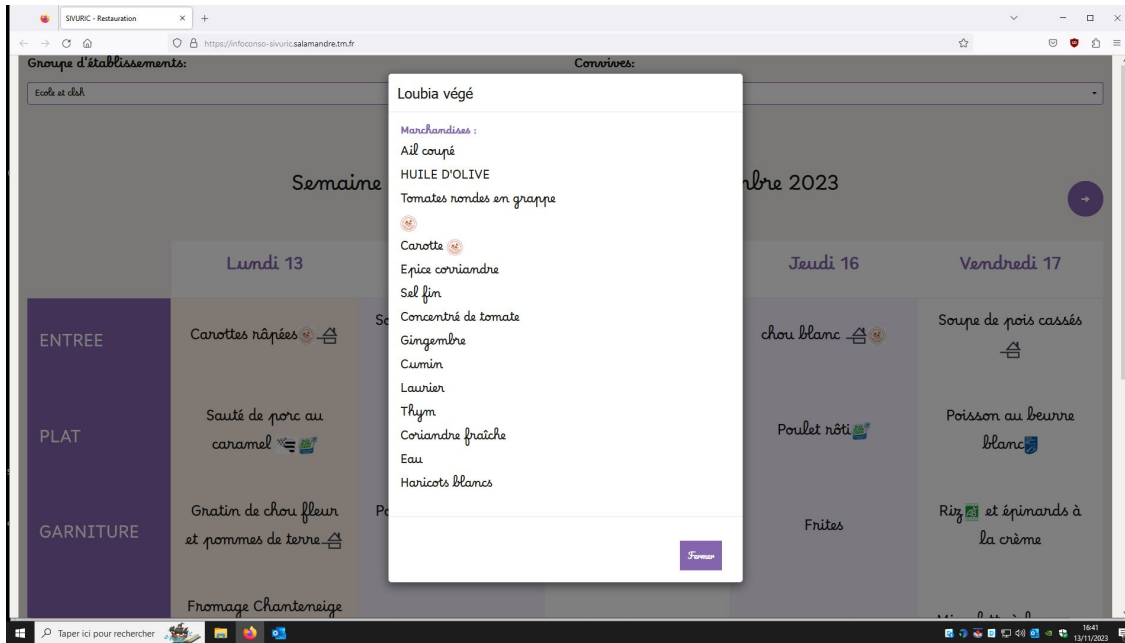 SIVURIC - Restauration
https://infoconso-sivuric.salamandre.tm.fr
Groupe d'établissements:
Convives:
Ecole et clsh
Semaine
mbre 2023
Lundi 13
Jeudi 16
Vendredi 17
ENTREE
Carottes râpées
chou blanc
Soupe de pois cassés
PLAT
Sauté de porc au
caramel
Poulet rôti
Poisson au beurre
blanc
GARNITURE
Gratin de chou fleur
et pommes de terre
Frites
Riz et épinards à
la crème
Fromage Chanteneige
Loubia végé
Marchandises :
Ail coupé
HUILE D'OLIVE
Tomates rondes en grappe
Carotte
Epice corriandre
Sel fin
Concentré de tomate
Gingembre
Cumin
Laurier
Thym
Coriandre fraîche
Eau
Haricots blancs
Fermer
Taper ici pour rechercher
16:41
13/11/2023